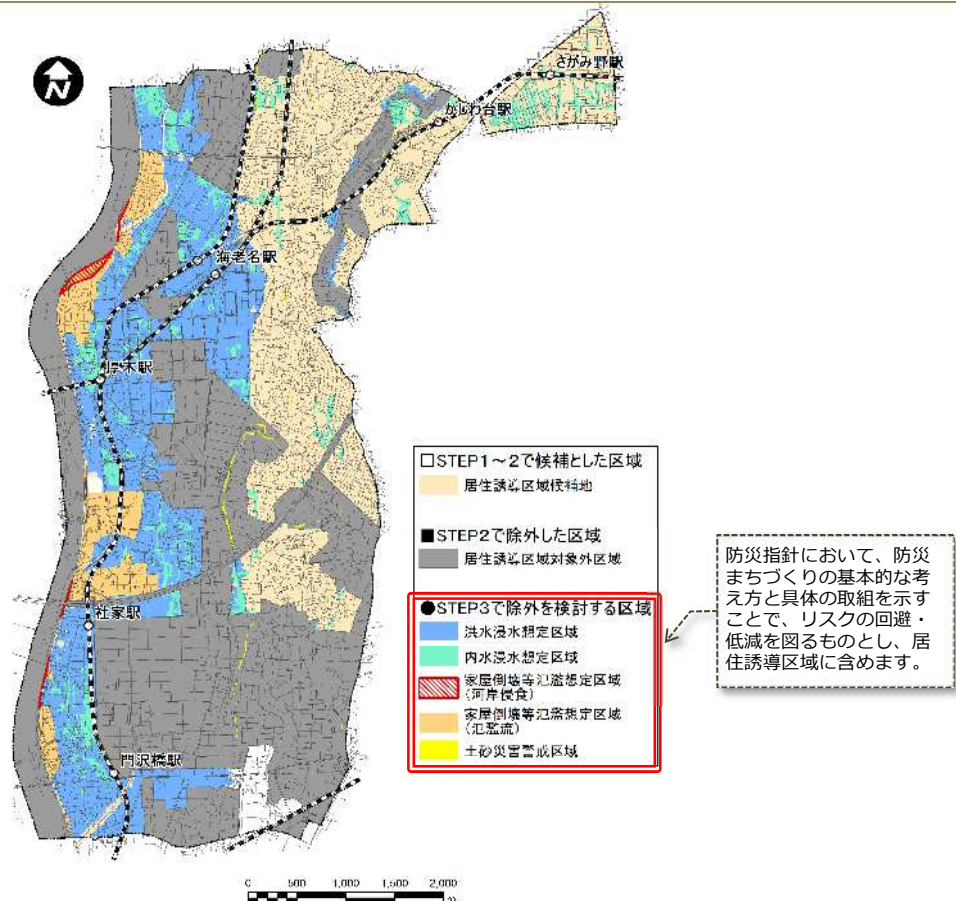 N
さがみ野駅
かしわ台駅
海老名駅
厚木駅
社家駅
門沢橋駅
□STEP1～2で候補とした区域
居住誘導区域候補地
■STEP2で除外した区域
居住誘導区域対象外区域
●STEP3で除外を検討する区域
洪水浸水想定区域
内水浸水想定区域
家屋倒壊等氾濫想定区域
(河岸侵食)
家屋倒壊等氾濫想定区域
(氾濫流)
土砂災害警戒区域
防災指針において、防災
まちづくりの基本的な考
え方と具体の取組を示す
ことで、リスクの回避・
低減を図るものとし、居
住誘導区域に含めます。
0 500 1,000 1,500 2,000